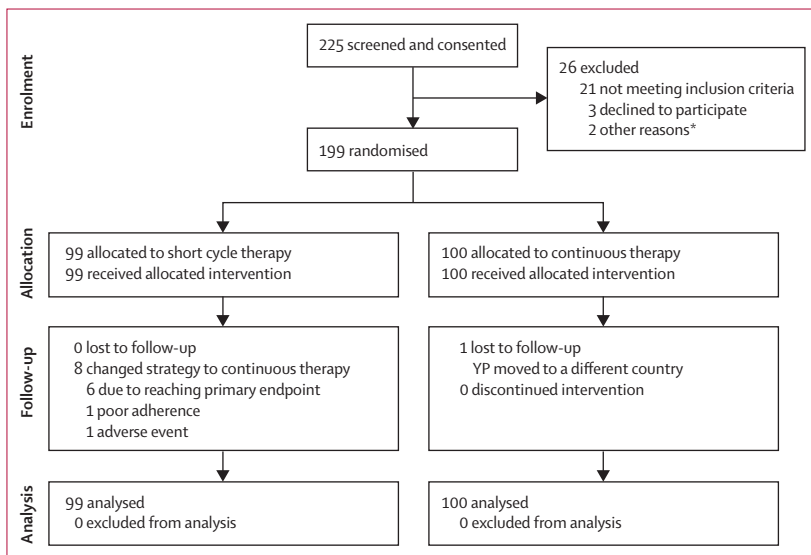 Enrolment
225 screened and consented
26 excluded
21 not meeting inclusion criteria
3 declined to participate
2 other reasons*
199 randomised
Allocation
99 allocated to short cycle therapy
99 received allocated intervention
100 allocated to continuous therapy
100 received allocated intervention
Follow-up
0 lost to follow-up
8 changed strategy to continuous therapy
6 due to reaching primary endpoint
1 poor adherence
1 adverse event
1 lost to follow-up
YP moved to a different country
0 discontinued intervention
Analysis
99 analysed
0 excluded from analysis
100 analysed
0 excluded from analysis